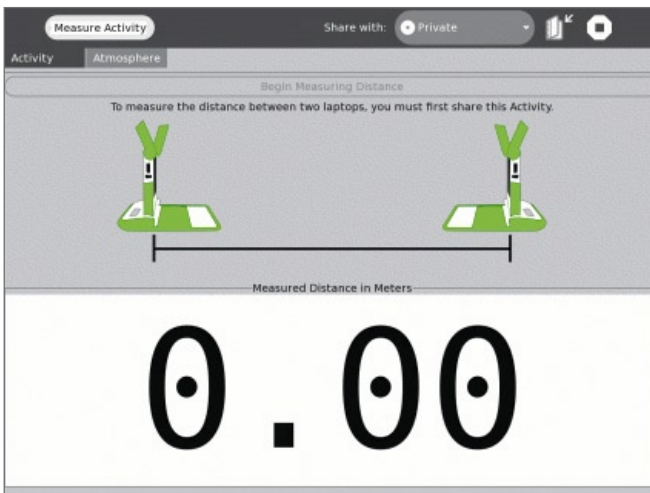 Measure Activity
Share with: Private
Activity Atmosphere
Begin Measuring Distance
To measure the distance between two laptops, you must first share this Activity.
Measured Distance in Meters
0.00